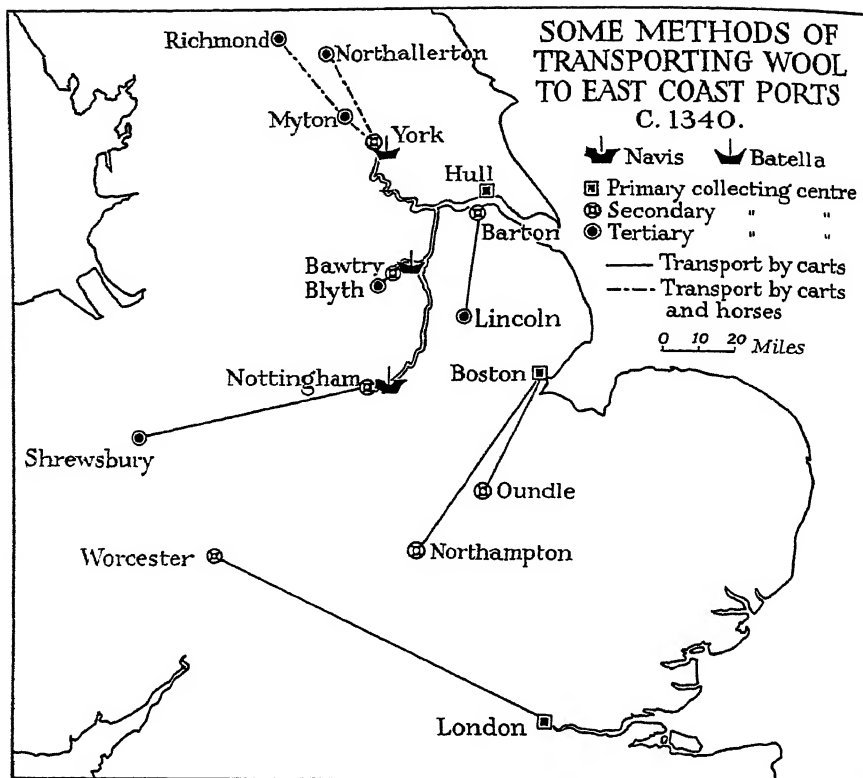 SOME METHODS OF
TRANSPORTING WOOL
TO EAST COAST PORTS
C. 1340.
Navis Batella
Primary collecting centre
Secondary " "
Tertiary " "
Transport by carts
Transport by carts
and horses
0 10 20 Miles
Richmond
Northallerton
Myton
York
Hull
Barton
Bawtry
Blyth
Lincoln
Nottingham
Boston
Shrewsbury
Oundle
Northampton
Worcester
London